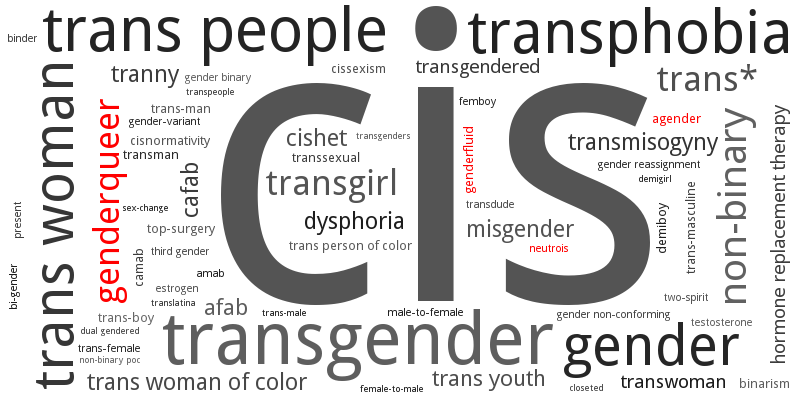 trans people
transphobia
binder
cis
transgendered
cissexism
tranny
gender binary
transpeople
trans*
trans woman
genderqueer
trans-man
femboy
gender-variant
agender
cisnormativity
cishet
transgenders
transmisogyny
transman
transsexual
genderfluid
gender reassignment
non-binary
hormone replacement therapy
cafab
transgirl
demigirl
sex-change
dysphoria
transdude
demiboy
trans-masculine
present
top-surgery
misgender
trans person of color
neutrois
third gender
camab
amab
bi-gender
estrogen
translatina
afab
two-spirit
trans-boy
trans-male
male-to-female
gender non-conforming
testosterone
dual gendered
transgender
gender
trans-female
non-binary poc
trans woman of color
trans youth
transwoman
binarism
female-to-male
closeted